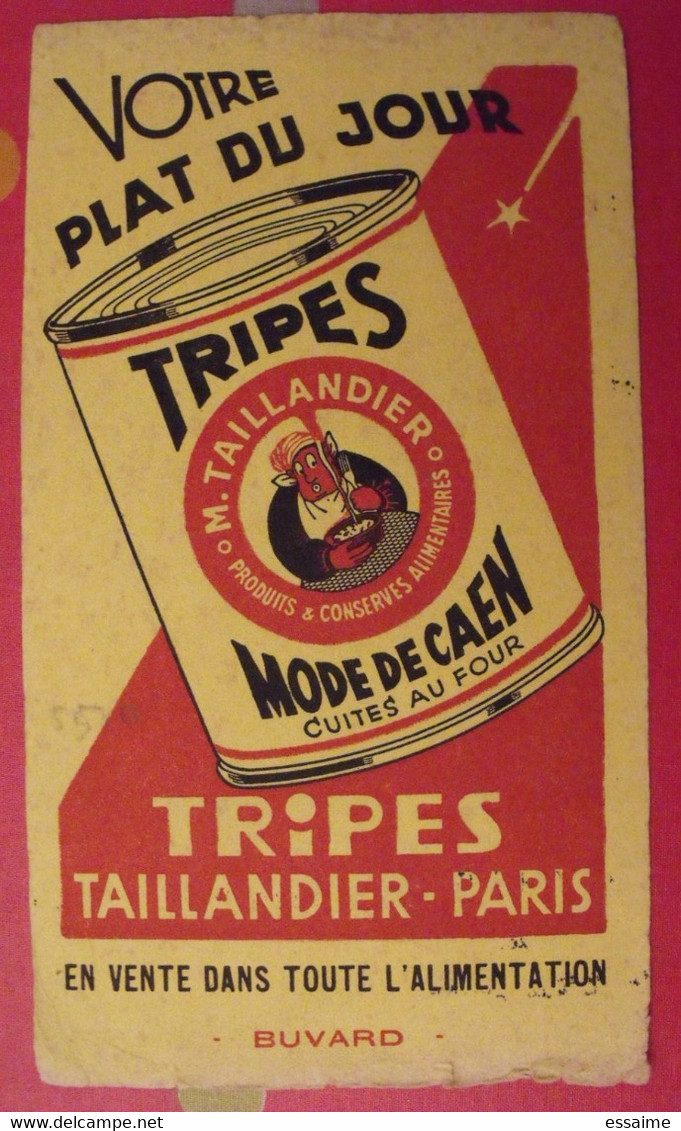 VOTRE
PLAT DU JOUR
TRIPES
M. TAILLANDIER
PRODUITS & CONSERVES ALIMENTAIRES
MODE DE CAEN
CUITES AU FOUR
TRiPES
TAILLANDIER - PARIS
EN VENTE DANS TOUTE L'ALIMENTATION
- BUVARD -
delcampe.net
essaime